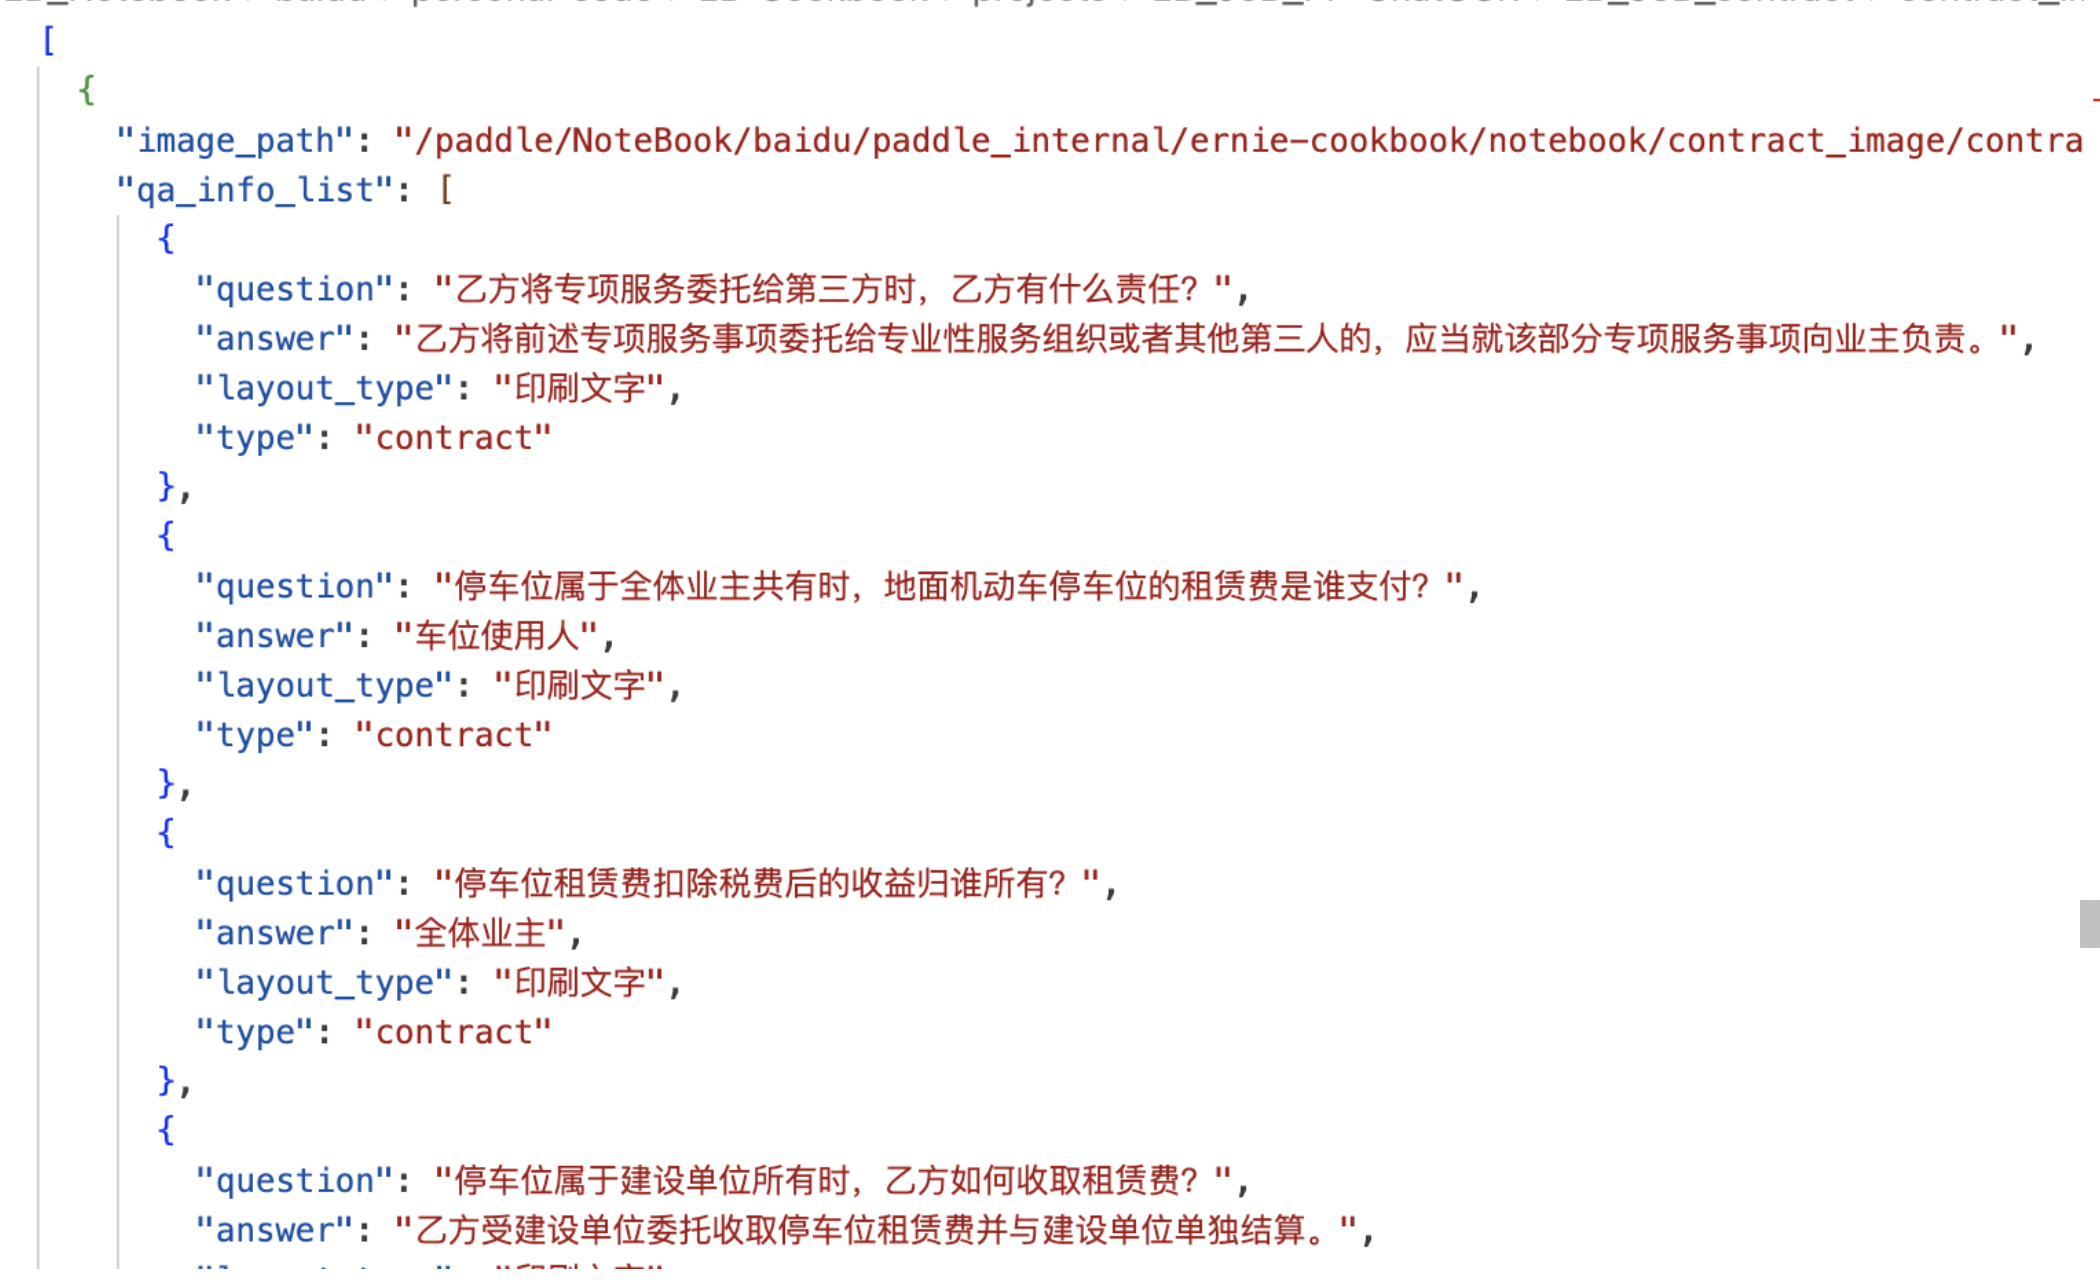 [
{
"image_path": "/paddle/NoteBook/baidu/paddle_internal/ernie-cookbook/notebook/contract_image/contra
"qa_info_list": [
{
"question": "乙方将专项服务委托给第三方时，乙方有什么责任？",
"answer": "乙方将前述专项服务事项委托给专业性服务组织或者其他第三人的，应当就该部分专项服务事项向业主负责。",
"layout_type": "印刷文字",
"type": "contract"
},
{
"question": "停车位属于全体业主共有时，地面机动车停车位的租赁费是谁支付？",
"answer": "车位使用人",
"layout_type": "印刷文字",
"type": "contract"
},
{
"question": "停车位租赁费扣除税费后的收益归谁所有？",
"answer": "全体业主",
"layout_type": "印刷文字",
"type": "contract"
},
{
"question": "停车位属于建设单位所有时，乙方如何收取租赁费？",
"answer": "乙方受建设单位委托收取停车位租赁费并与建设单位单独结算。",